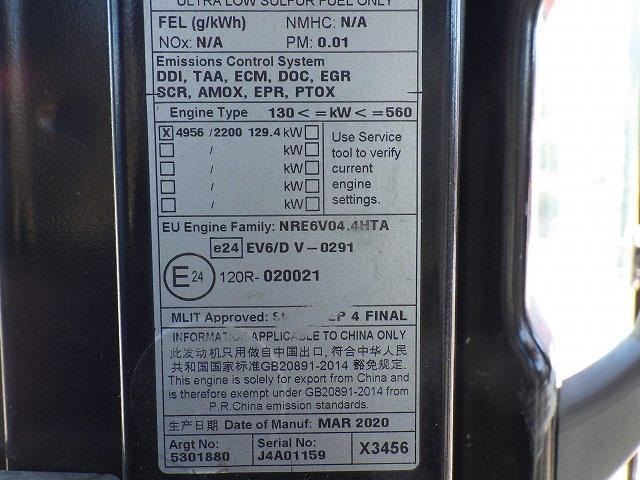 ULTRA LOW SULFUR FUEL ONLY
FEL (g/kWh) NMHC: N/A
NOx: N/A PM: 0.01
Emissions Control System
DDI, TAA, ECM, DOC, EGR
SCR, AMOX, EPR, PTOX
Engine Type 130 < =kW < =560
X 4956 /2200 129.4 kW
/ kW
/ kW
/ kW
/ kW
Use Service
tool to verify
current
engine
settings.
EU Engine Family: NRE6V04.4HTA
e24 EV6/D V-0291
E24 120R- 020021
MLIT Approved: EP 4 FINAL
INFORMATION APPLICABLE TO CHINA ONLY
此发动机只用做自中国出口, 符合中华人民
共和国国家标准GB20891-2014 豁免规定.
This engine is solely for export from China and
is therefore exempt under GB20891-2014 from
P.R.China emission standards.
生产日期 Date of Manuf: MAR 2020
Argt No:
5301880
Serial No:
J4A01159
X3456